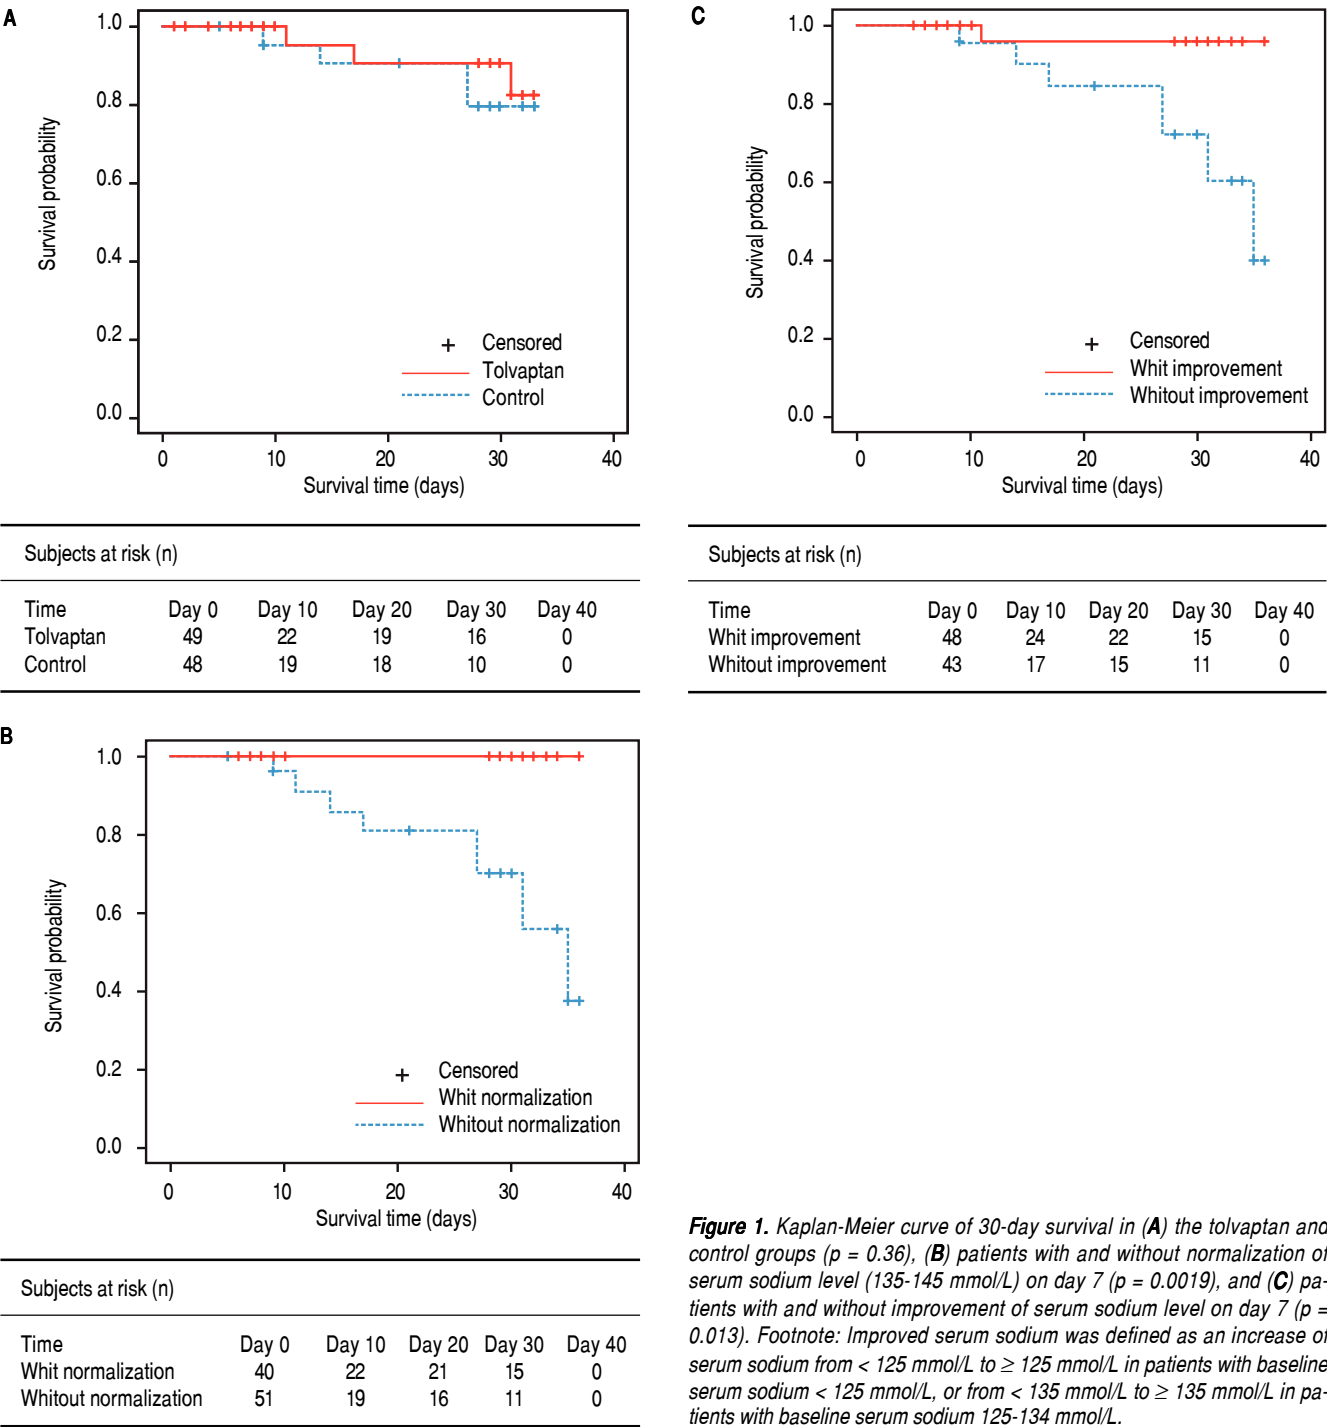 A
1.0
0.8
0.6
0.4
0.2
0.0
Survival probability
Censored
Tolvaptan
Control
0 10 20 30 40
Survival time (days)
Subjects at risk (n)
Time Day 0 Day 10 Day 20 Day 30 Day 40
Tolvaptan 49 22 19 16 0
Control 48 19 18 10 0
B
1.0
0.8
0.6
0.4
0.2
0.0
Survival probability
Censored
Whit normalization
Whitout normalization
0 10 20 30 40
Survival time (days)
Subjects at risk (n)
Time Day 0 Day 10 Day 20 Day 30 Day 40
Whit normalization 40 22 21 15 0
Whitout normalization 51 19 16 11 0
C
1.0
0.8
0.6
0.4
0.2
0.0
Survival probability
Censored
Whit improvement
Whitout improvement
0 10 20 30 40
Survival time (days)
Subjects at risk (n)
Time Day 0 Day 10 Day 20 Day 30 Day 40
Whit improvement 48 24 22 15 0
Whitout improvement 43 17 15 11 0
Figure 1. Kaplan-Meier curve of 30-day survival in (A) the tolvaptan and
control groups (p = 0.36), (B) patients with and without normalization of
serum sodium level (135-145 mmol/L) on day 7 (p = 0.0019), and (C) pa-
tients with and without improvement of serum sodium level on day 7 (p =
0.013). Footnote: Improved serum sodium was defined as an increase of
serum sodium from < 125 mmol/L to ≥ 125 mmol/L in patients with baseline
serum sodium < 125 mmol/L, or from < 135 mmol/L to ≥ 135 mmol/L in pa-
tients with baseline serum sodium 125-134 mmol/L.